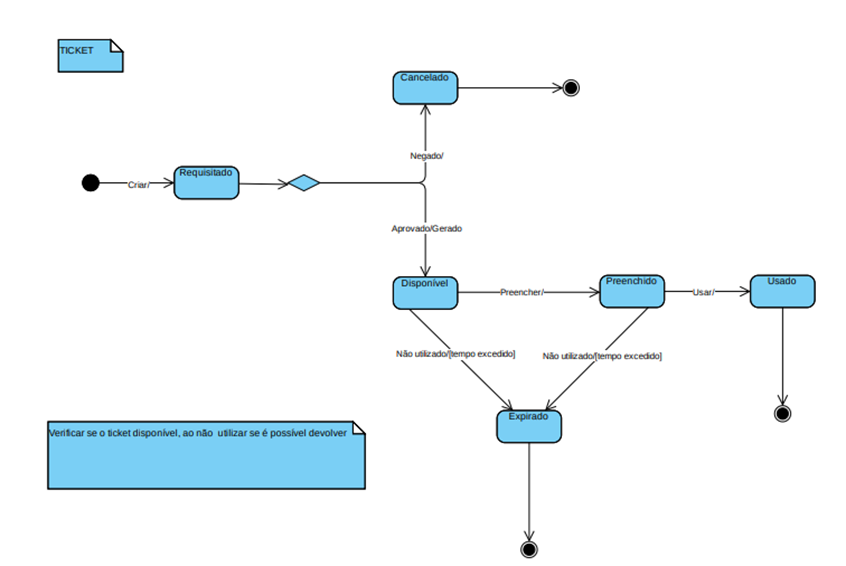 TICKET
Cancelado
Negado/
Requisitado
Criar/
Aprovado/Gerado
Disponível
Preencher/
Preenchido
Usar/
Usado
Não utilizado/[tempo excedido]
Não utilizado/[tempo excedido]
Expirado
Verificar se o ticket disponível, ao não utilizar se é possível devolver